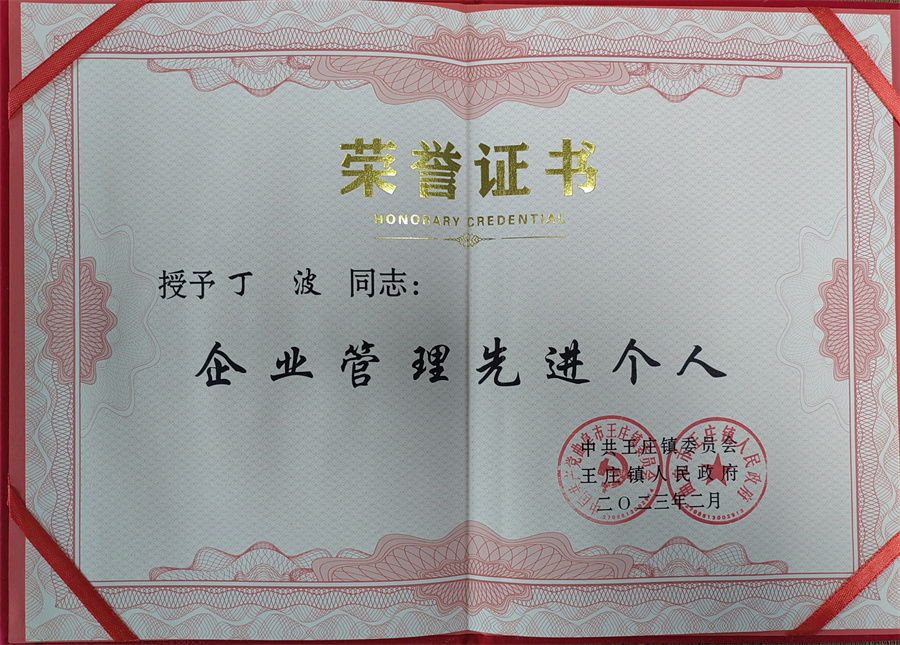 荣誉证书
HONORARY CREDENTIAL
授予丁 波 同志：
企业管理先进个人
中共王庄镇委员会
王庄镇人民政府
二〇二三年二月